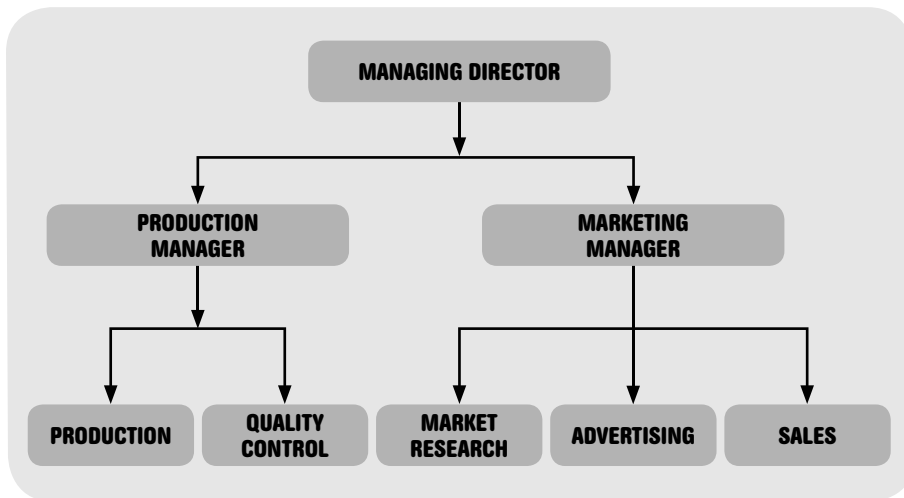 MANAGING DIRECTOR
PRODUCTION
MANAGER
MARKETING
MANAGER
PRODUCTION
QUALITY
CONTROL
MARKET
RESEARCH
ADVERTISING
SALES